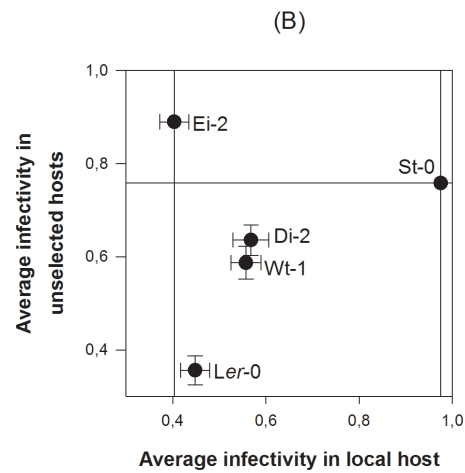 (B)
Average infectivity in
unselected hosts
1,0
0,8
0,6
0,4
Ei-2
St-0
Di-2
Wt-1
Ler-0
0,4 0,6 0,8 1,0
Average infectivity in local host